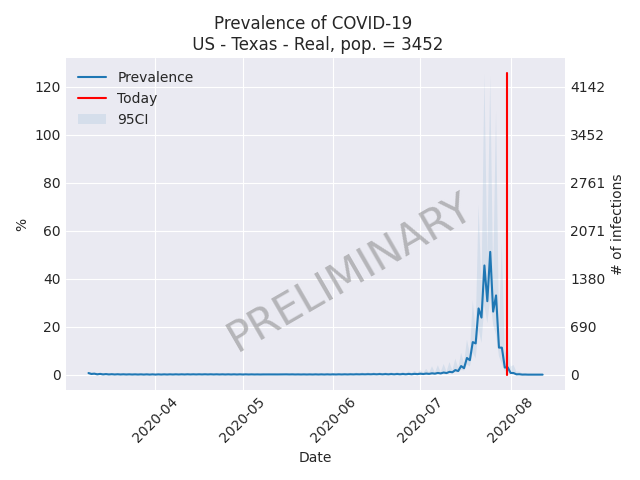 Prevalence of COVID-19
US - Texas - Real, pop. = 3452
Prevalence
Today
95CI
120
100
80
60
40
20
0
%
4142
3452
2761
2071
1380
690
0
# of infections
PRELIMINARY
2020-04
2020-05
2020-06
2020-07
2020-08
Date